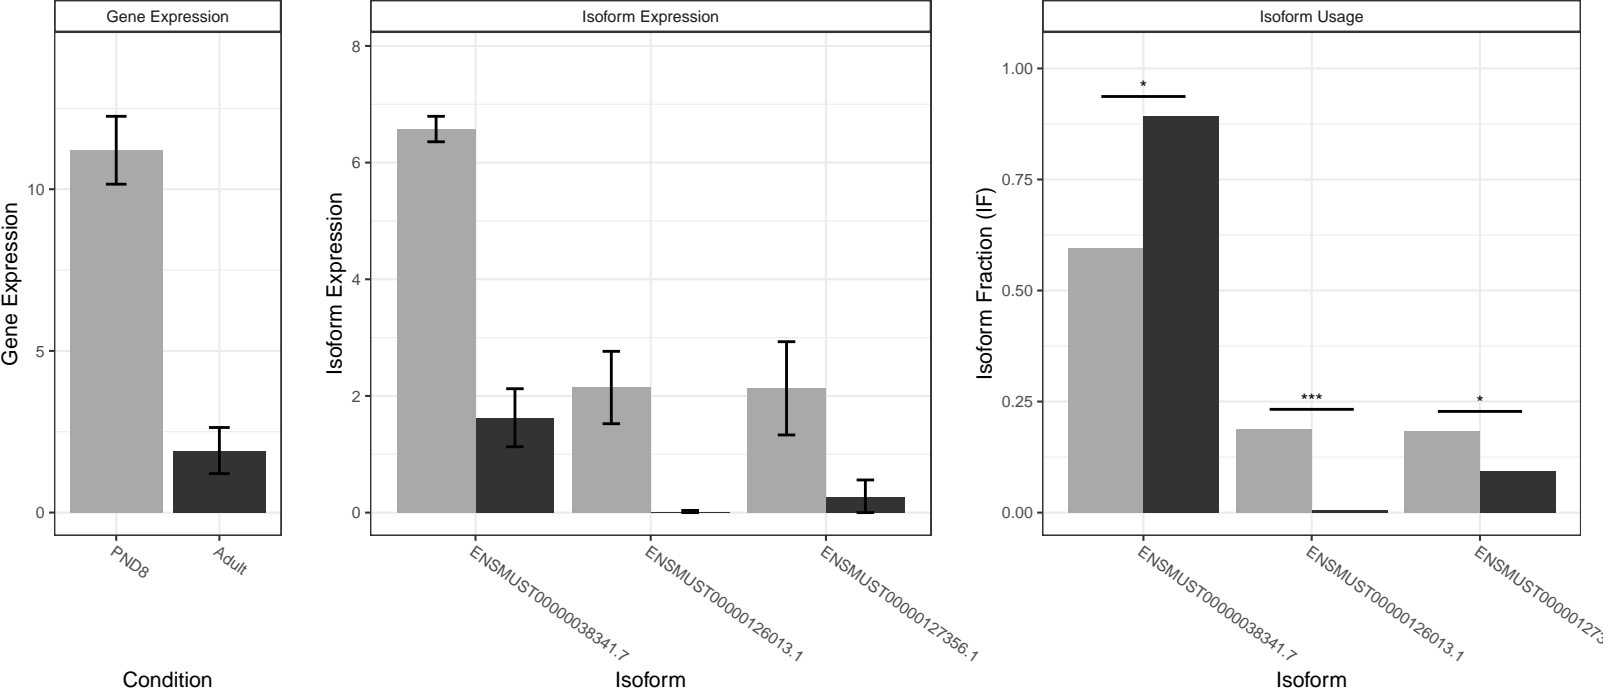 Gene Expression
Gene Expression
10
5
0
PND8
Adult
Condition
Isoform Expression
Isoform Expression
8
6
4
2
0
ENSMUST00000038341.7
ENSMUST00000126013.1
ENSMUST00000127356.1
Isoform
Isoform Usage
Isoform Fraction (IF)
1.00
0.75
0.50
0.25
0.00
*
***
*
ENSMUST00000038341.7
ENSMUST00000126013.1
ENSMUST000001273
Isoform